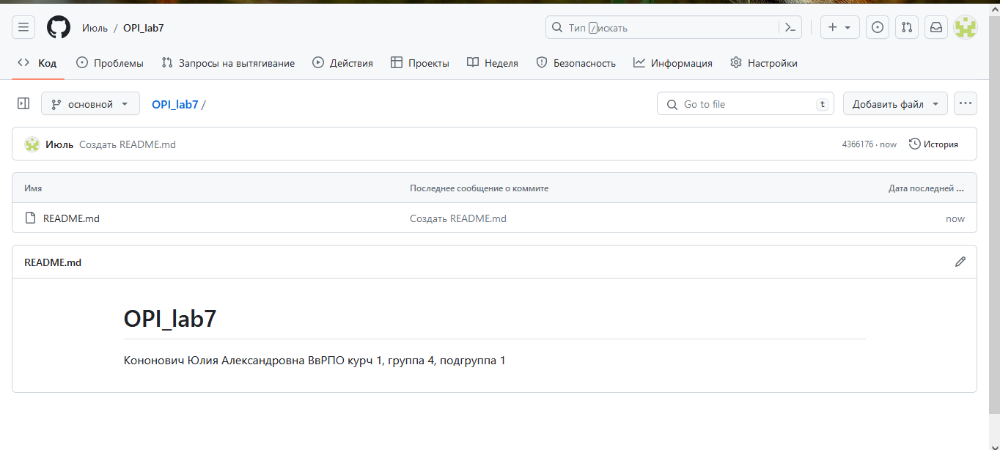 Июль / OPI_lab7
Тип / искать
Код Проблемы Запросы на вытягивание Действия Проекты Неделя Безопасность Информация Настройки
основной OPI_lab7 / Go to file t Добавить файл
Июль Создать README.md 4366176 · now История
Имя Последнее сообщение о коммите Дата последней ...
README.md Создать README.md now
README.md
OPI_lab7
Кононович Юлия Александровна ВвРПО курч 1, группа 4, подгруппа 1